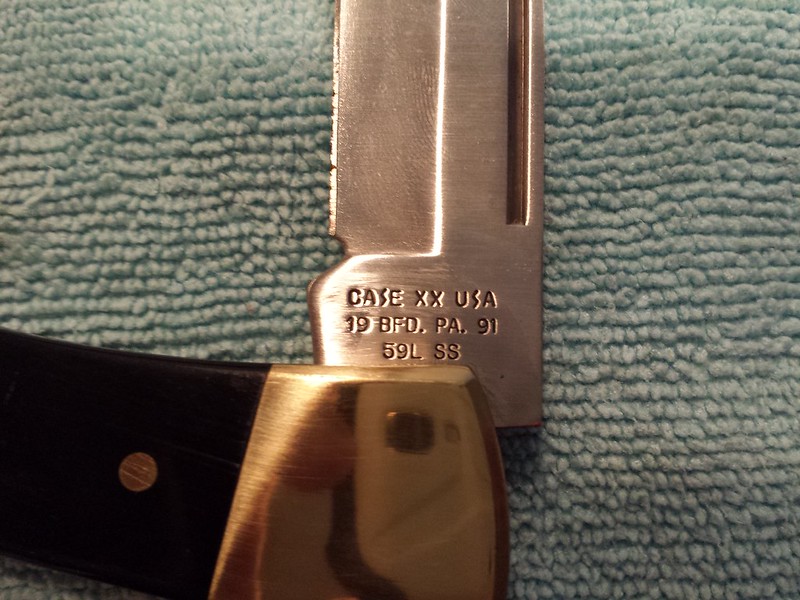 CASE XX USA
19 BFD. PA. 91
59L SS